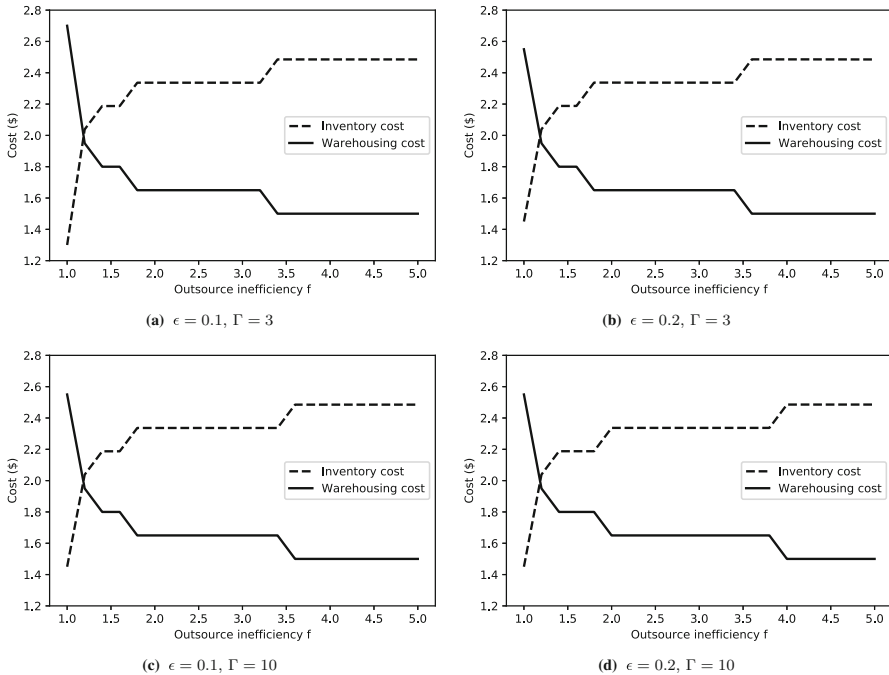 2.8
2.6
2.4
2.2
2.0
1.8
1.6
1.4
1.2
Cost ($)
Inventory cost
Warehousing cost
1.0 1.5 2.0 2.5 3.0 3.5 4.0 4.5 5.0
Outsource inefficiency f
(a) ϵ = 0.1, Γ = 3
2.8
2.6
2.4
2.2
2.0
1.8
1.6
1.4
1.2
Cost ($)
Inventory cost
Warehousing cost
1.0 1.5 2.0 2.5 3.0 3.5 4.0 4.5 5.0
Outsource inefficiency f
(b) ϵ = 0.2, Γ = 3
2.8
2.6
2.4
2.2
2.0
1.8
1.6
1.4
1.2
Cost ($)
Inventory cost
Warehousing cost
1.0 1.5 2.0 2.5 3.0 3.5 4.0 4.5 5.0
Outsource inefficiency f
(c) ϵ = 0.1, Γ = 10
2.8
2.6
2.4
2.2
2.0
1.8
1.6
1.4
1.2
Cost ($)
Inventory cost
Warehousing cost
1.0 1.5 2.0 2.5 3.0 3.5 4.0 4.5 5.0
Outsource inefficiency f
(d) ϵ = 0.2, Γ = 10